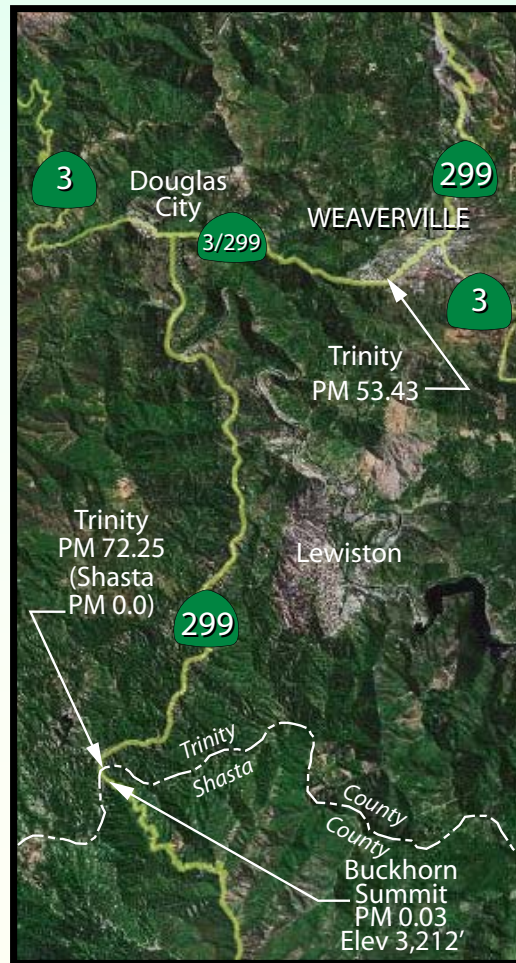 3
Douglas
City
3/299
WEAVERVILLE
299
3
Trinity
PM 53.43
Trinity
PM 72.25
(Shasta
PM 0.0)
Lewiston
299
Trinity
Shasta
County
County
Buckhorn
Summit
PM 0.03
Elev 3,212'